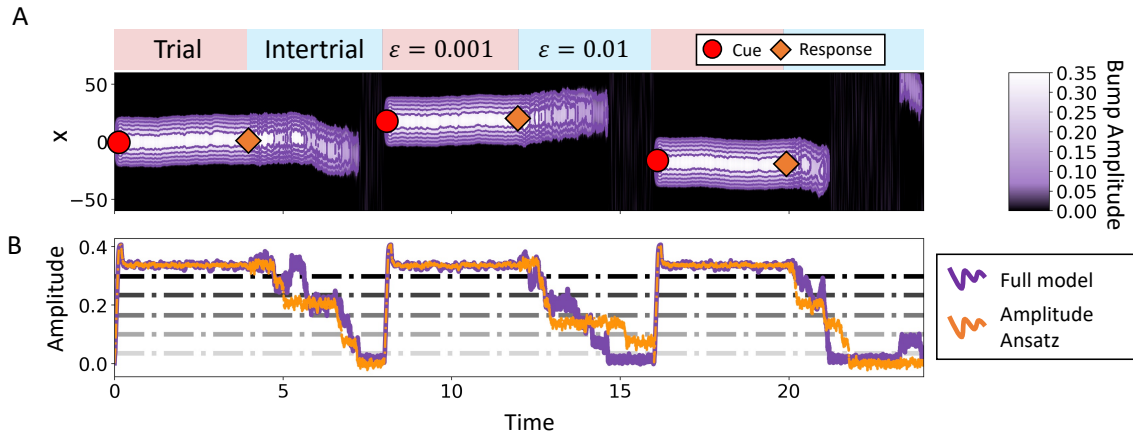 A
Trial Intertrial ε = 0.001 ε = 0.01 Cue Response
50
0
−50
x
0.35
0.30
0.25
0.20
0.15
0.10
0.05
0.00
Bump Amplitude
B
0.4
0.2
0.0
Amplitude
0 5 10 15 20
Time
Full model
Amplitude
Ansatz